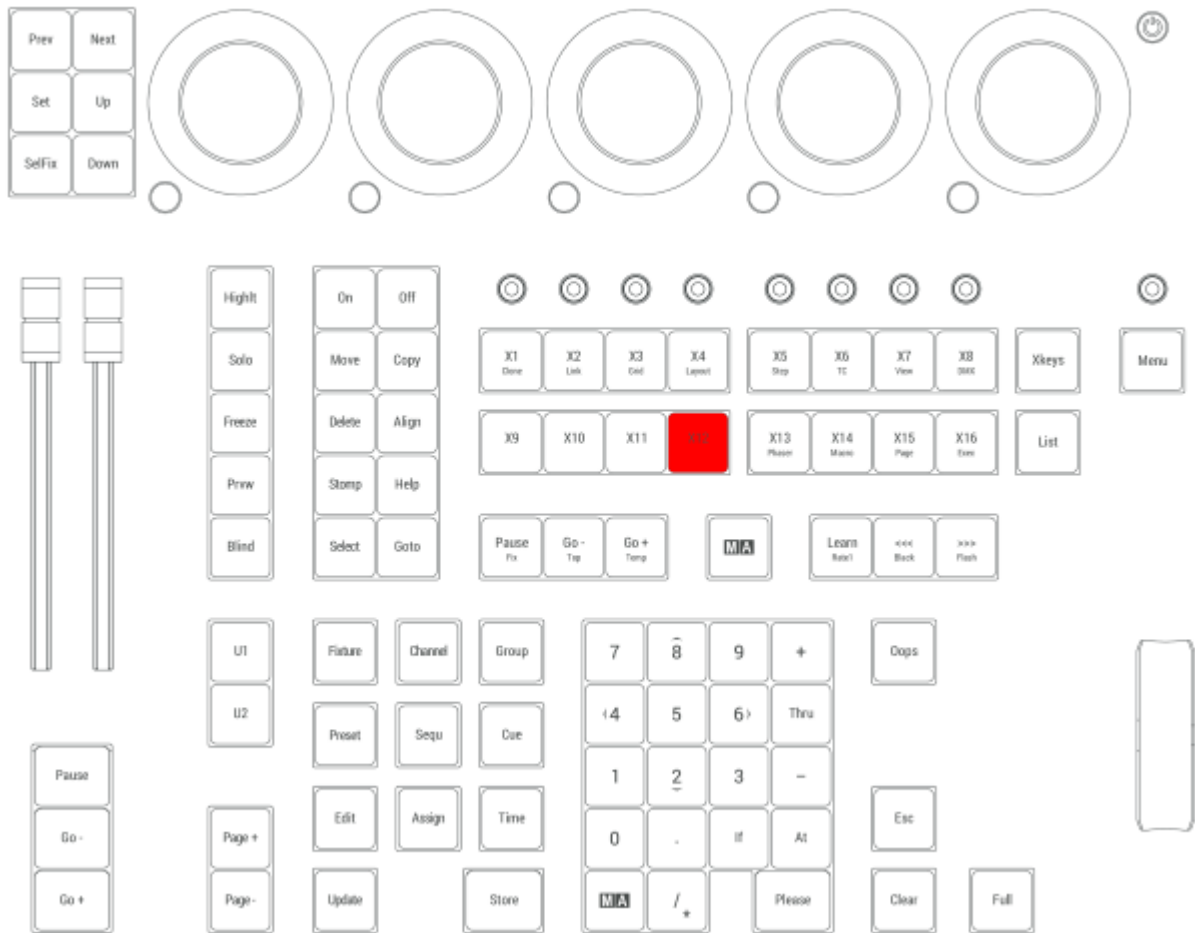 Prev Next
Set Up
SelFix Down
Highlt On Off
Solo Move Copy X1 X2 X3 X4 X5 X6 X7 X8 Xkeys Menu
Clone Link Grid Layout Step TC View DMX
Freeze Delete Align X9 X10 X11 X12 X13 X14 X15 X16 List
Phaser Macro Page Exec
Prvw Stomp Help
Blind Select Goto Pause Go - Go + MA Learn <<< >>>
Fix Top Temp Rate1 Black Flash
U1 Fixture Channel Group 7 8 9 + Oops
U2 Preset Sequ Cue 4 5 6 Thru
Pause 1 2 3 -
Go - Page + Edit Assign Time 0 . If At Esc
Go + Page - Update Store MA / * Please Clear Full